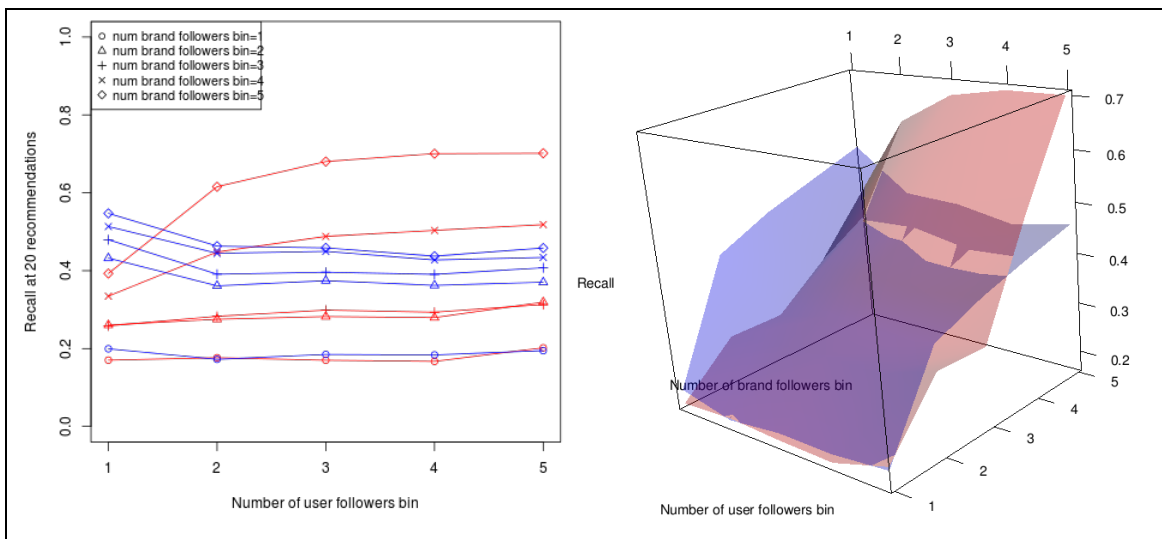 num brand followers bin=1
num brand followers bin=2
num brand followers bin=3
num brand followers bin=4
num brand followers bin=5
1.0
0.8
0.6
0.4
0.2
0.0
Recall at 20 recommendations
1 2 3 4 5
Number of user followers bin
1 2 3 4 5
0.7
0.6
0.5
0.4
0.3
0.2
Recall
Number of brand followers bin
5
4
3
2
1
Number of user followers bin